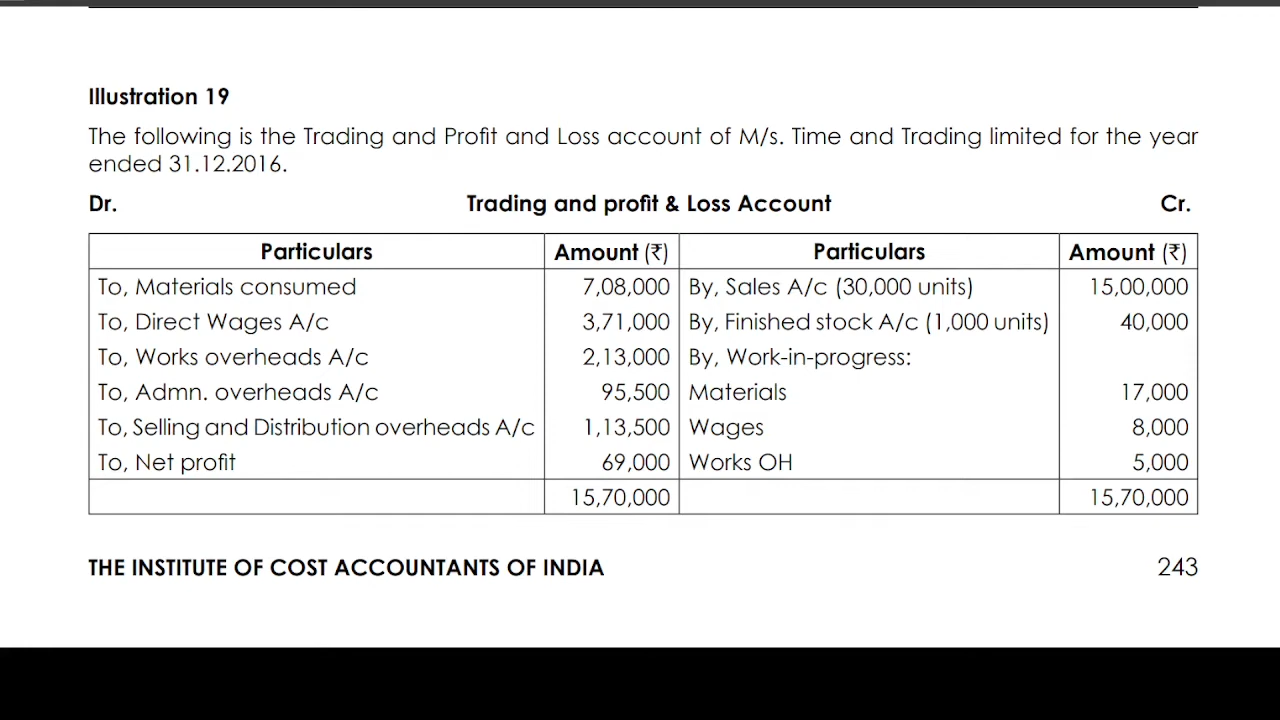 Illustration 19
The following is the Trading and Profit and Loss account of M/s. Time and Trading limited for the year
ended 31.12.2016.
Dr. Trading and profit & Loss Account Cr.
Particulars Amount (₹) Particulars Amount (₹)
To, Materials consumed 7,08,000 By, Sales A/c (30,000 units) 15,00,000
To, Direct Wages A/c 3,71,000 By, Finished stock A/c (1,000 units) 40,000
To, Works overheads A/c 2,13,000 By, Work-in-progress:
To, Admn. overheads A/c 95,500 Materials 17,000
To, Selling and Distribution overheads A/c 1,13,500 Wages 8,000
To, Net profit 69,000 Works OH 5,000
15,70,000 15,70,000
THE INSTITUTE OF COST ACCOUNTANTS OF INDIA 243